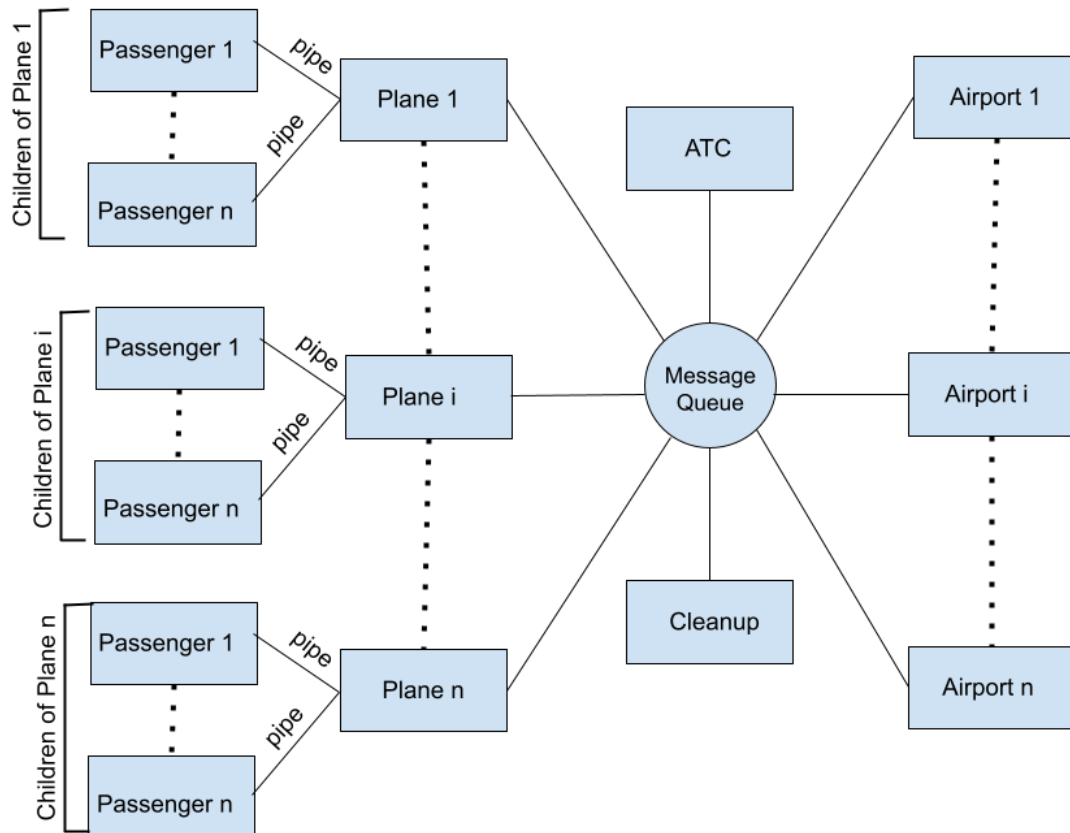 Children of Plane 1
Passenger 1
Passenger n
pipe
pipe
Plane 1
ATC
Airport 1
Children of Plane i
Passenger 1
Passenger n
pipe
pipe
Plane i
Message
Queue
Airport i
Children of Plane n
Passenger 1
Passenger n
pipe
pipe
Plane n
Cleanup
Airport n